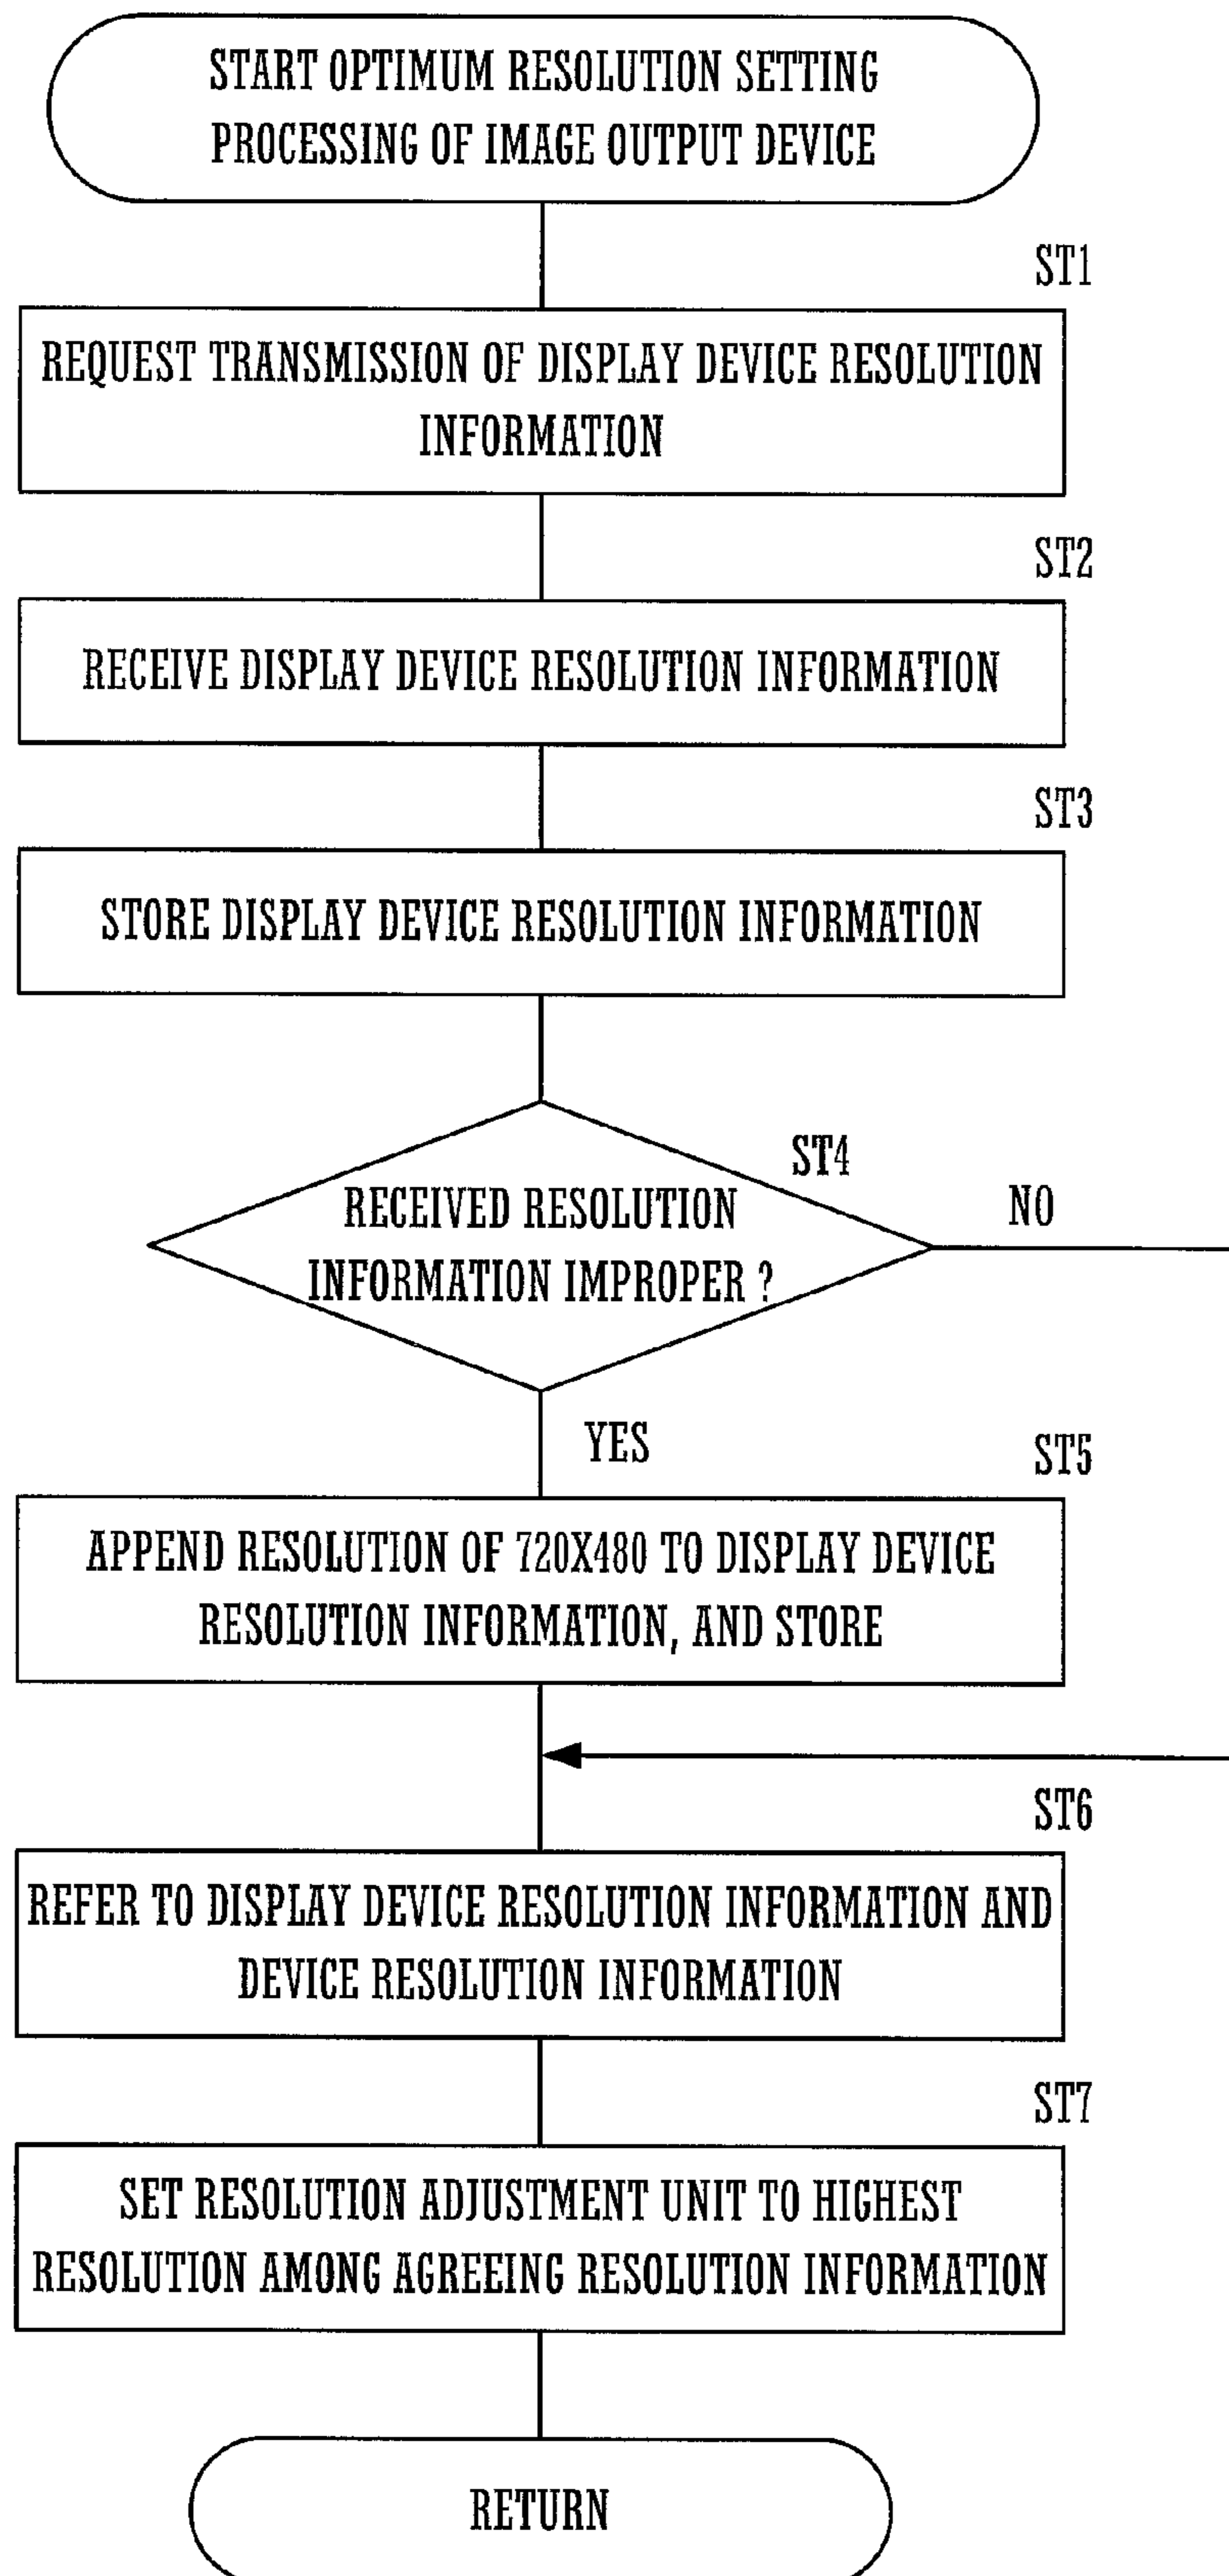 START OPTIMUM RESOLUTION SETTING
PROCESSING OF IMAGE OUTPUT DEVICE
ST1
REQUEST TRANSMISSION OF DISPLAY DEVICE RESOLUTION
INFORMATION
ST2
RECEIVE DISPLAY DEVICE RESOLUTION INFORMATION
ST3
STORE DISPLAY DEVICE RESOLUTION INFORMATION
ST4
RECEIVED RESOLUTION
INFORMATION IMPROPER ?
NO
YES
ST5
APPEND RESOLUTION OF 720X480 TO DISPLAY DEVICE
RESOLUTION INFORMATION, AND STORE
ST6
REFER TO DISPLAY DEVICE RESOLUTION INFORMATION AND
DEVICE RESOLUTION INFORMATION
ST7
SET RESOLUTION ADJUSTMENT UNIT TO HIGHEST
RESOLUTION AMONG AGREEING RESOLUTION INFORMATION
RETURN